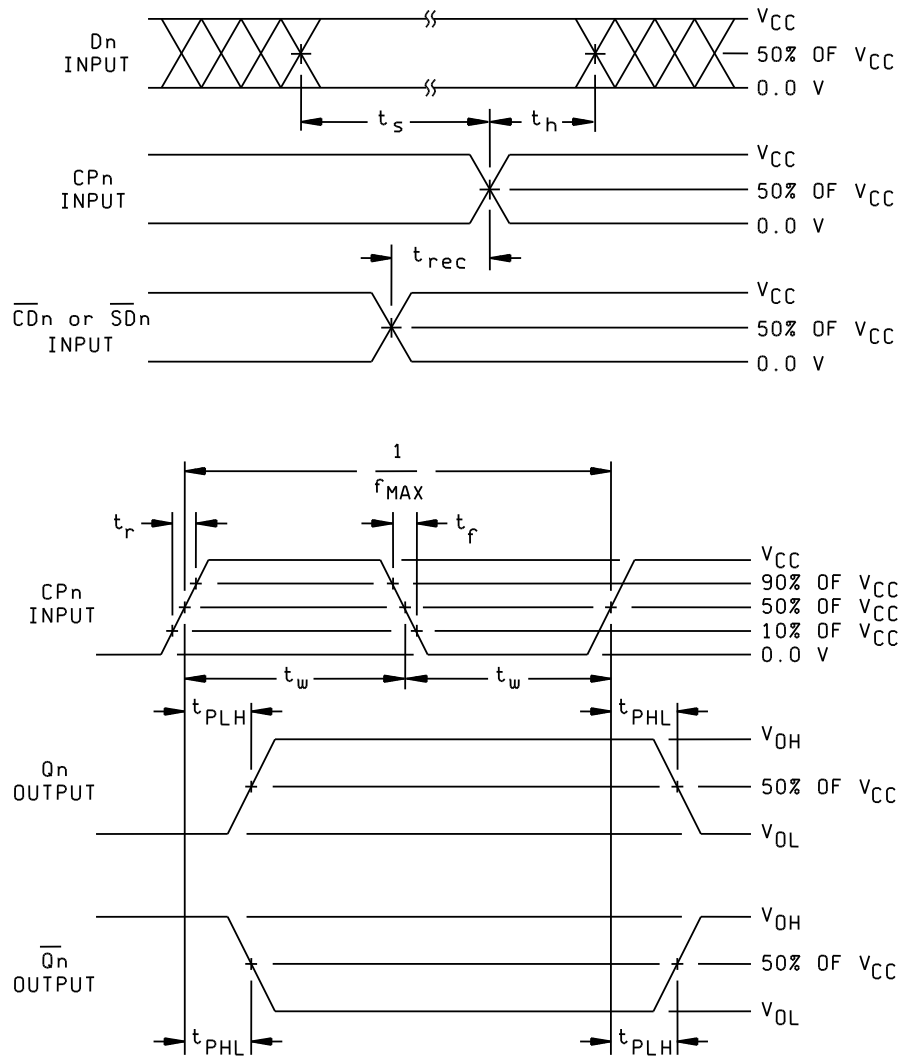 Dn
INPUT
VCC
50% OF VCC
0.0 V
ts
th
CPn
INPUT
VCC
50% OF VCC
0.0 V
trec
CDn or SDn
INPUT
VCC
50% OF VCC
0.0 V
1
fMAX
tr
tf
CPn
INPUT
VCC
90% OF VCC
50% OF VCC
10% OF VCC
0.0 V
tw
tw
tPLH
tPHL
Qn
OUTPUT
VOH
50% OF VCC
VOL
Qn
OUTPUT
VOH
50% OF VCC
VOL
tPHL
tPLH